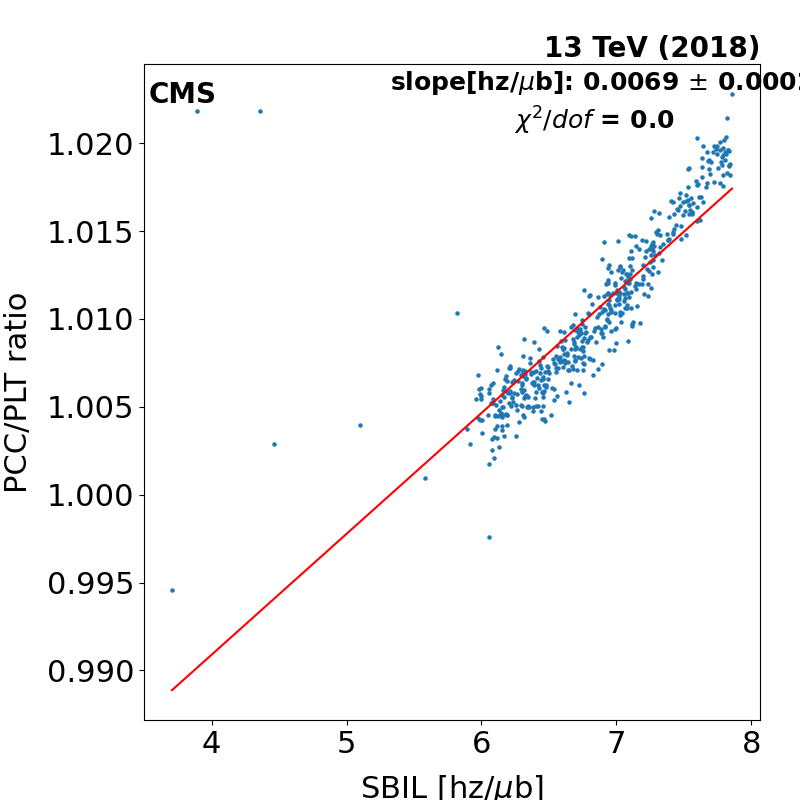 13 TeV (2018)
CMS
slope[hz/μb]: 0.0069 ± 0.000
χ²/dof = 0.0
1.020
1.015
1.010
1.005
1.000
0.995
0.990
PCC/PLT ratio
4 5 6 7 8
SBIL [hz/μb]